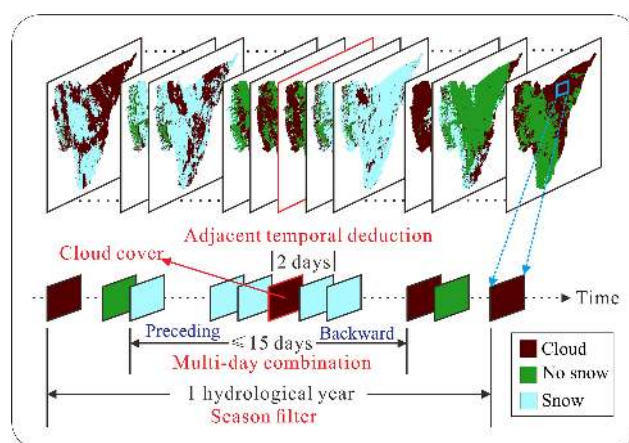 Adjacent temporal deduction
Cloud cover
2 days
Time
Preceding
Backward
≤15 days
Multi-day combination
1 hydrological year
Season filter
Cloud
No snow
Snow